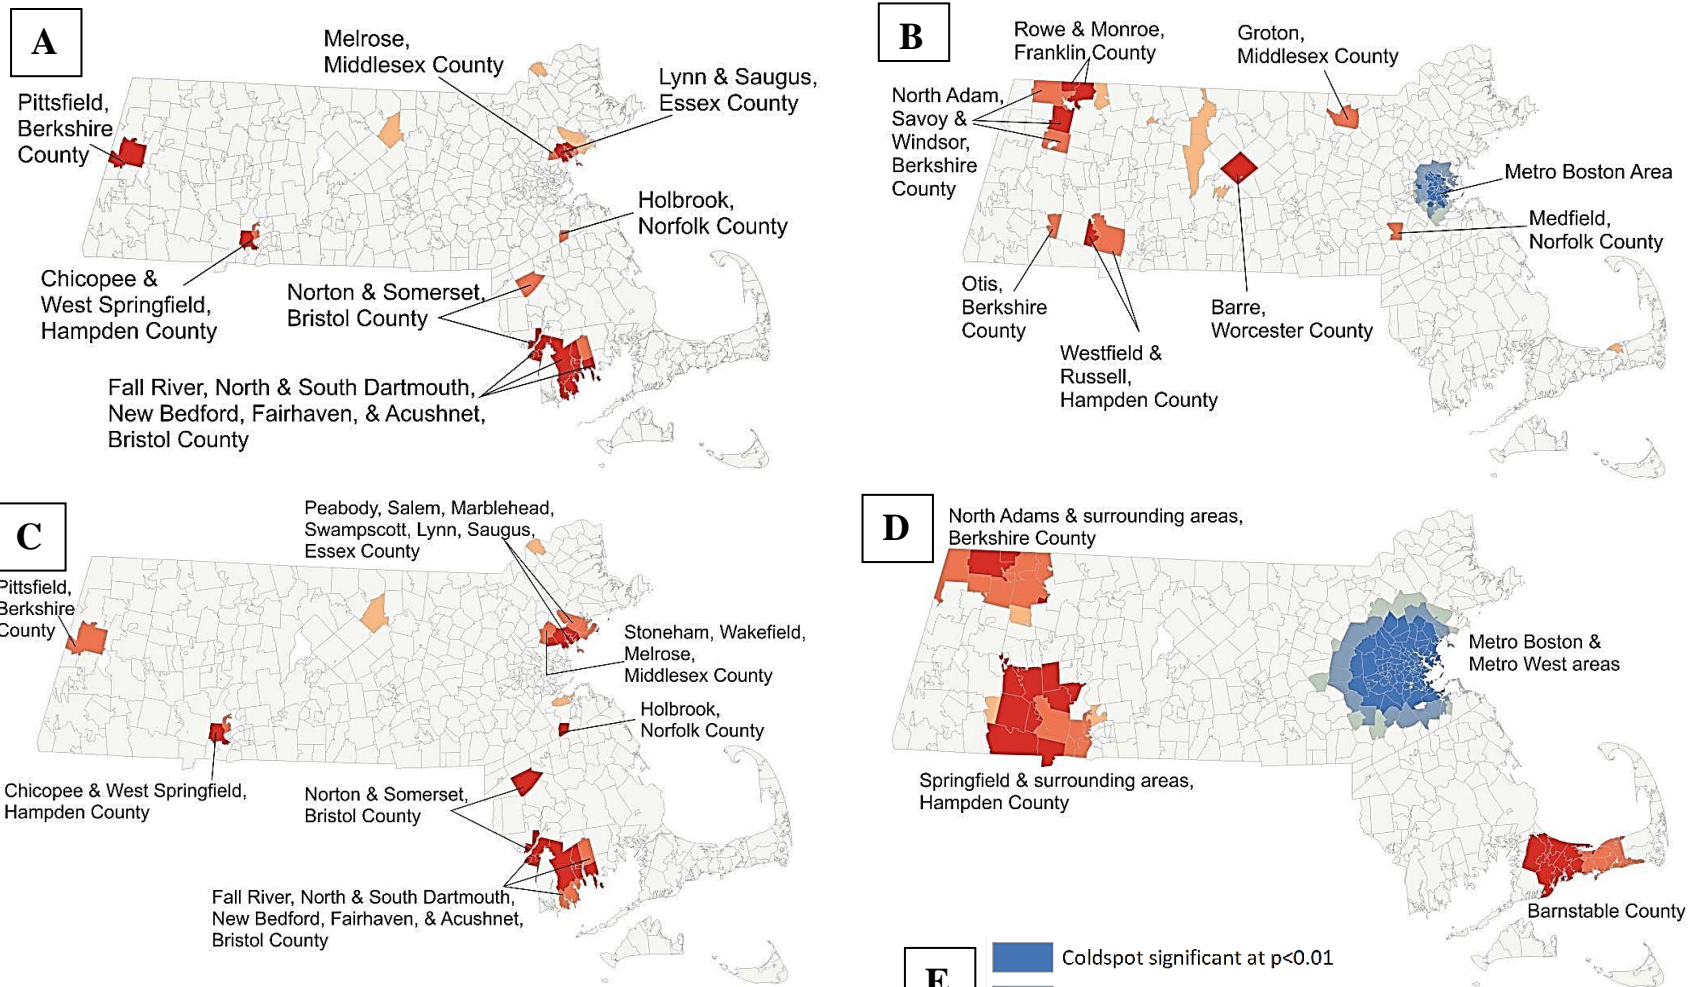 A
Melrose,
Middlesex County
Lynn & Saugus,
Essex County
Pittsfield,
Berkshire
County
Holbrook,
Norfolk County
Chicopee &
West Springfield,
Hampden County
Norton & Somerset,
Bristol County
Fall River, North & South Dartmouth,
New Bedford, Fairhaven, & Acushnet,
Bristol County
B
Rowe & Monroe,
Franklin County
Groton,
Middlesex County
North Adam,
Savoy &
Windsor,
Berkshire
County
Metro Boston Area
Medfield,
Norfolk County
Otis,
Berkshire
County
Barre,
Worcester County
Westfield &
Russell,
Hampden County
C
Peabody, Salem, Marblehead,
Swampscott, Lynn, Saugus,
Essex County
Pittsfield,
Berkshire
County
Stoneham, Wakefield,
Melrose,
Middlesex County
Holbrook,
Norfolk County
Chicopee & West Springfield,
Hampden County
Norton & Somerset,
Bristol County
Fall River, North & South Dartmouth,
New Bedford, Fairhaven, & Acushnet,
Bristol County
D
North Adams & surrounding areas,
Berkshire County
Metro Boston &
Metro West areas
Springfield & surrounding areas,
Hampden County
Barnstable County
E
Coldspot significant at p<0.01